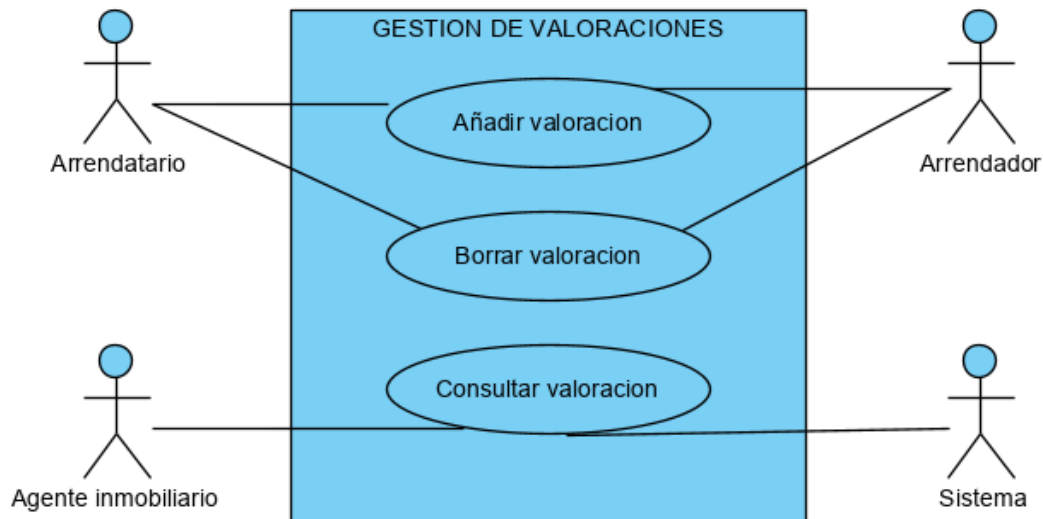 GESTION DE VALORACIONES
Añadir valoracion
Arrendatario
Arrendador
Borrar valoracion
Consultar valoracion
Agente inmobiliario
Sistema